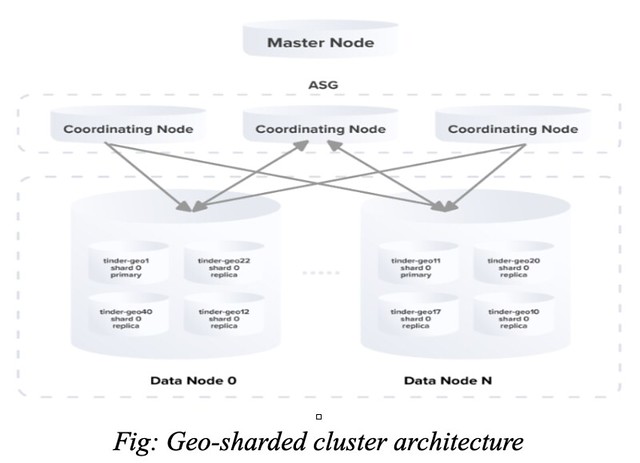 Master Node
ASG
Coordinating Node
Coordinating Node
Coordinating Node
tinder-geo1
shard 0
primary
tinder-geo22
shard 0
replica
tinder-geo40
shard 0
replica
tinder-geo12
shard 0
replica
tinder-geo11
shard 0
primary
tinder-geo20
shard 0
replica
tinder-geo17
shard 0
replica
tinder-geo10
shard 0
replica
Data Node 0
Data Node N
Fig: Geo-sharded cluster architecture